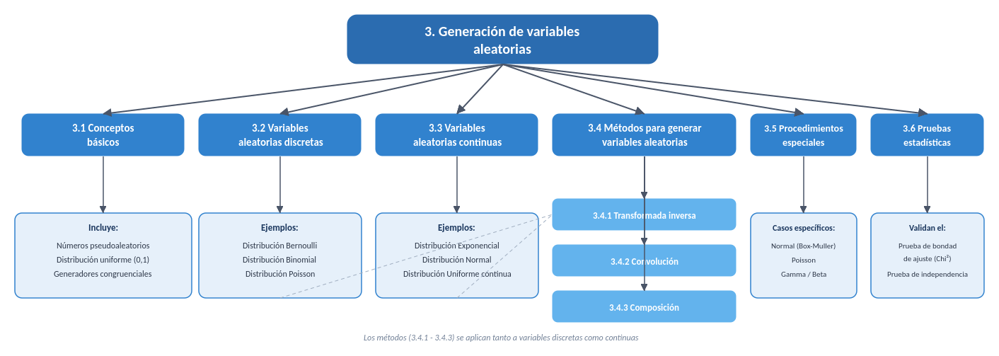 3. Generación de variables
aleatorias
3.1 Conceptos
básicos
3.2 Variables
aleatorias discretas
3.3 Variables
aleatorias continuas
3.4 Métodos para generar
variables aleatorias
3.5 Procedimientos
especiales
3.6 Pruebas
estadísticas
Incluye:
Números pseudoaleatorios
Distribución uniforme (0,1)
Generadores congruenciales
Ejemplos:
Distribución Bernoulli
Distribución Binomial
Distribución Poisson
Ejemplos:
Distribución Exponencial
Distribución Normal
Distribución Uniforme continua
3.4.1 Transformada inversa
3.4.2 Convolución
3.4.3 Composición
Casos específicos:
Normal (Box-Muller)
Poisson
Gamma / Beta
Validan el:
Prueba de bondad
de ajuste (Chi²)
Prueba de independencia
Los métodos (3.4.1 - 3.4.3) se aplican tanto a variables discretas como continuas